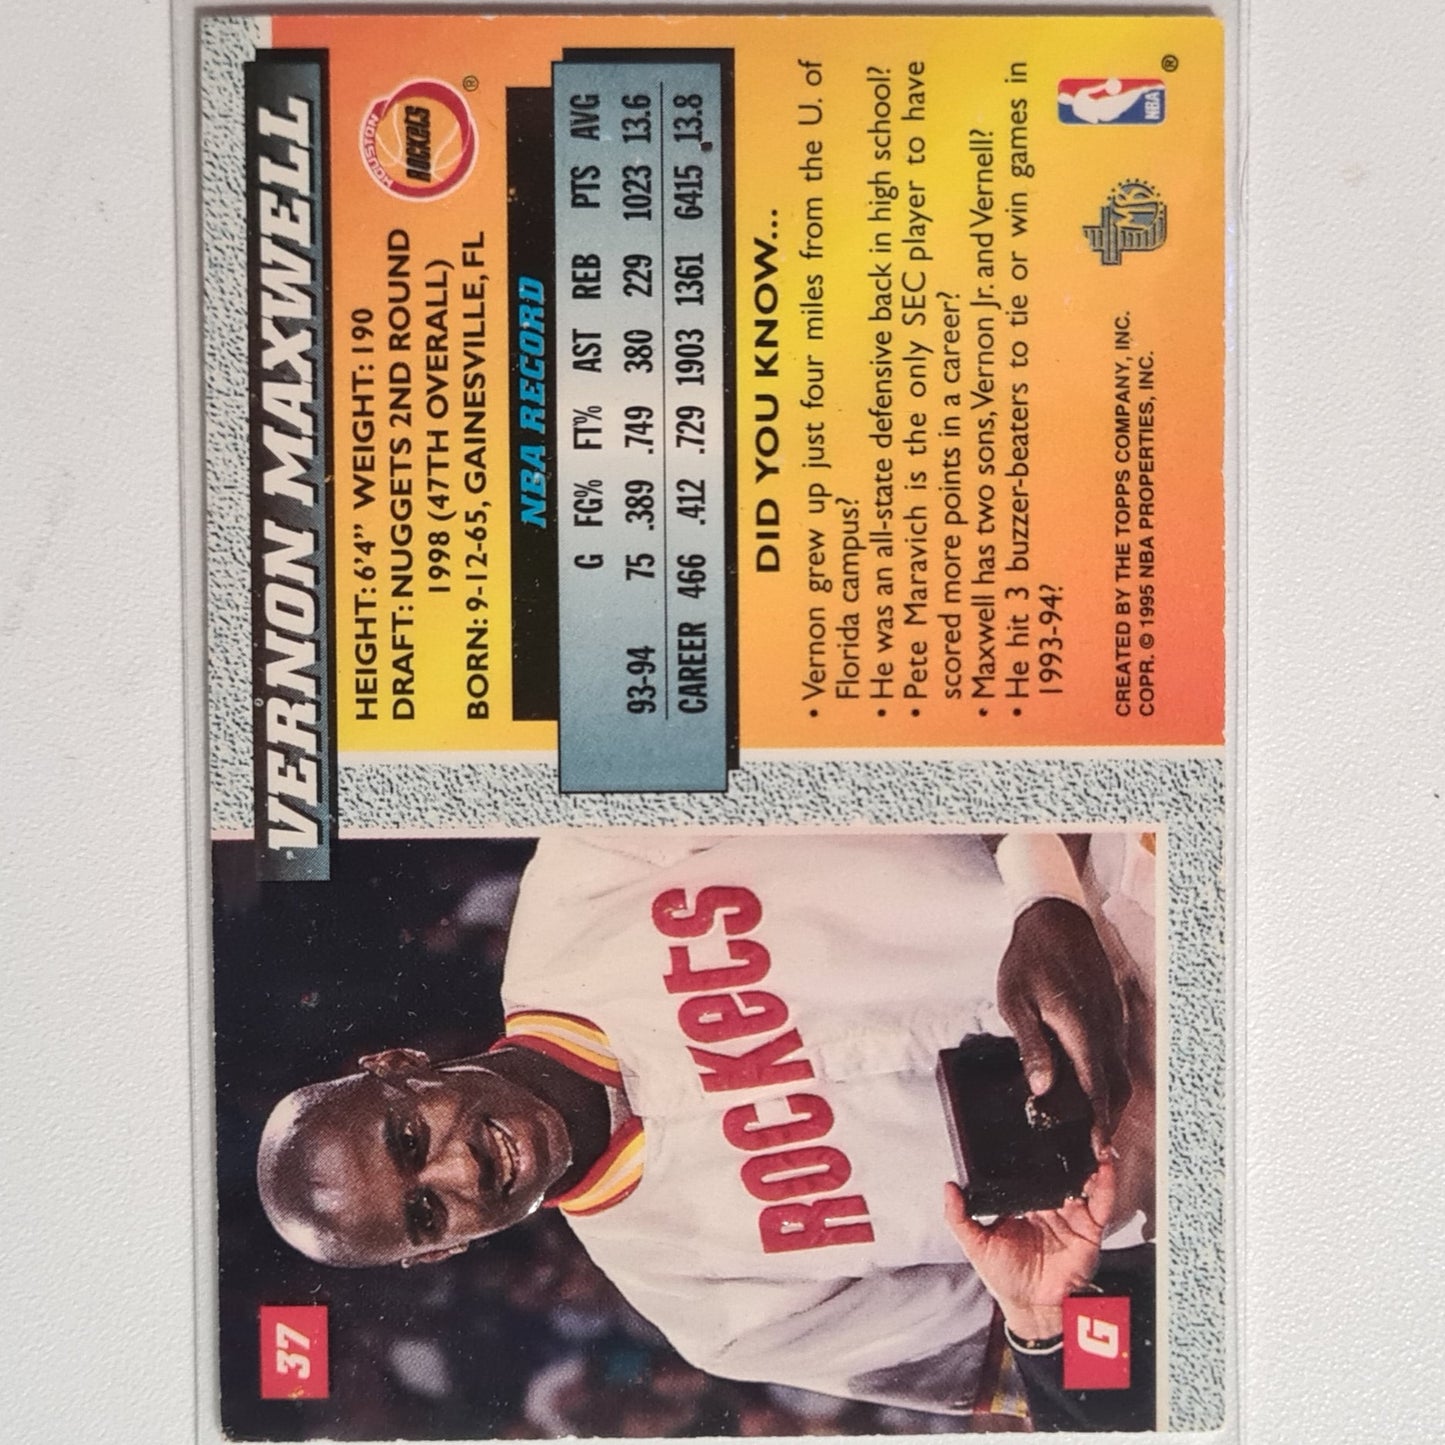 VERNON MAXWELL
HEIGHT: 6'4" WEIGHT: 190
DRAFT: NUGGETS 2ND ROUND
1998 (47TH OVERALL)
BORN: 9-12-65, GAINESVILLE, FL
HOUSTON
ROCKETS
®
NBA RECORD
G FG% FT% AST REB PTS AVG
93-94 75 .389 .749 380 229 1023 13.6
CAREER 466 .412 .729 1903 1361 6415 13.8
DID YOU KNOW...
• Vernon grew up just four miles from the U. of
Florida campus?
• He was an all-state defensive back in high school?
• Pete Maravich is the only SEC player to have
scored more points in a career?
• Maxwell has two sons, Vernon Jr. and Vernell?
• He hit 3 buzzer-beaters to tie or win games in
1993-94?
CREATED BY THE TOPPS COMPANY, INC.
COPR. © 1995 NBA PROPERTIES, INC.
NBA
®
37
ROCKETS
G